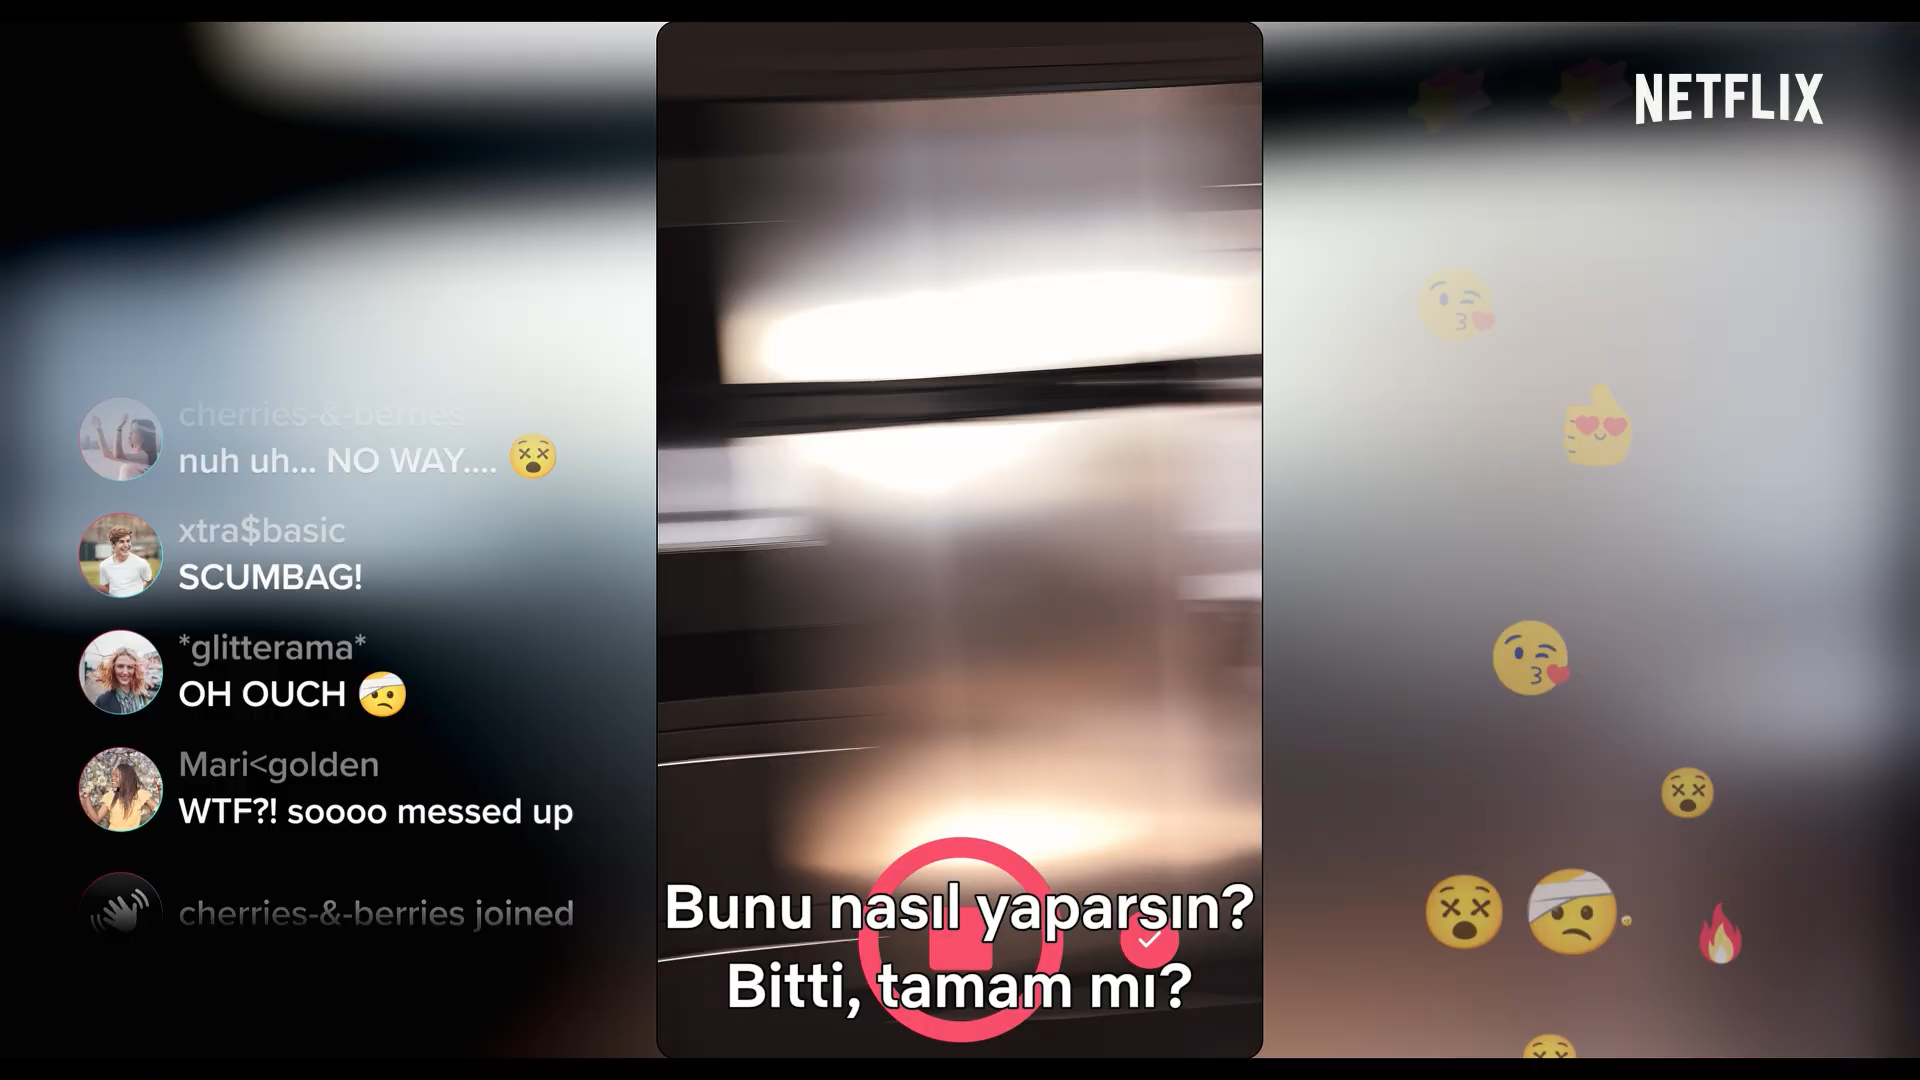 NETFLIX
cherries-&-berries
nuh uh... NO WAY....
xtra$basic
SCUMBAG!
*glitterama*
OH OUCH
Mari<golden
WTF?! soooo messed up
cherries-&-berries joined
Bunu nasıl yaparsın?
Bitti, tamam mı?